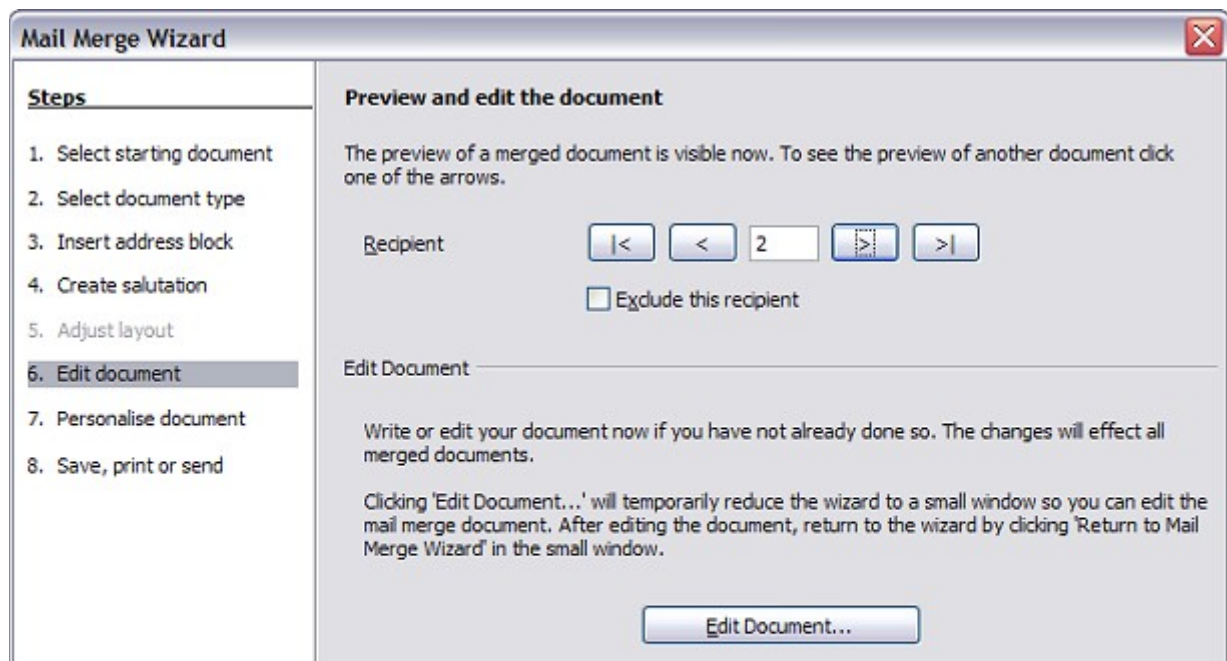 Mail Merge Wizard
Steps
1. Select starting document
2. Select document type
3. Insert address block
4. Create salutation
5. Adjust layout
6. Edit document
7. Personalise document
8. Save, print or send
Preview and edit the document
The preview of a merged document is visible now. To see the preview of another document click
one of the arrows.
Recipient |< < 2 > >|
Exclude this recipient
Edit Document
Write or edit your document now if you have not already done so. The changes will effect all
merged documents.
Clicking 'Edit Document...' will temporarily reduce the wizard to a small window so you can edit the
mail merge document. After editing the document, return to the wizard by clicking 'Return to Mail
Merge Wizard' in the small window.
Edit Document...